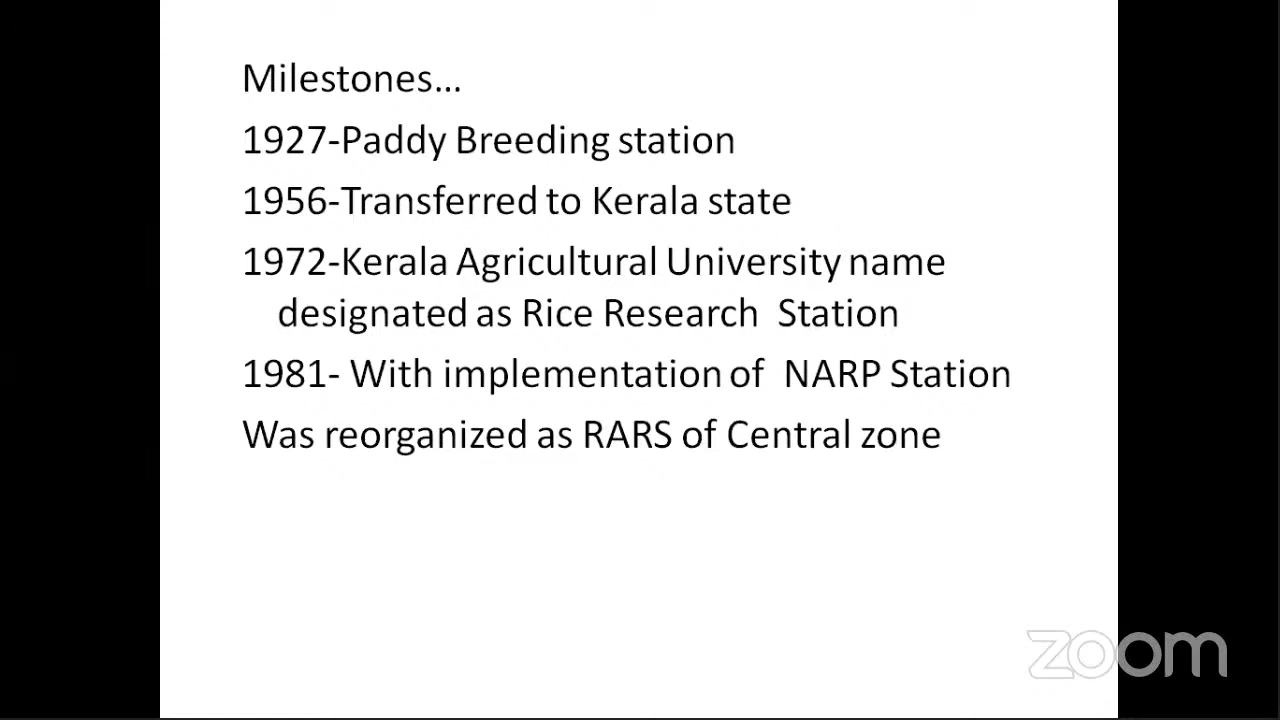 Milestones...
1927-Paddy Breeding station
1956-Transferred to Kerala state
1972-Kerala Agricultural University name
designated as Rice Research Station
1981- With implementation of NARP Station
Was reorganized as RARS of Central zone
zoom